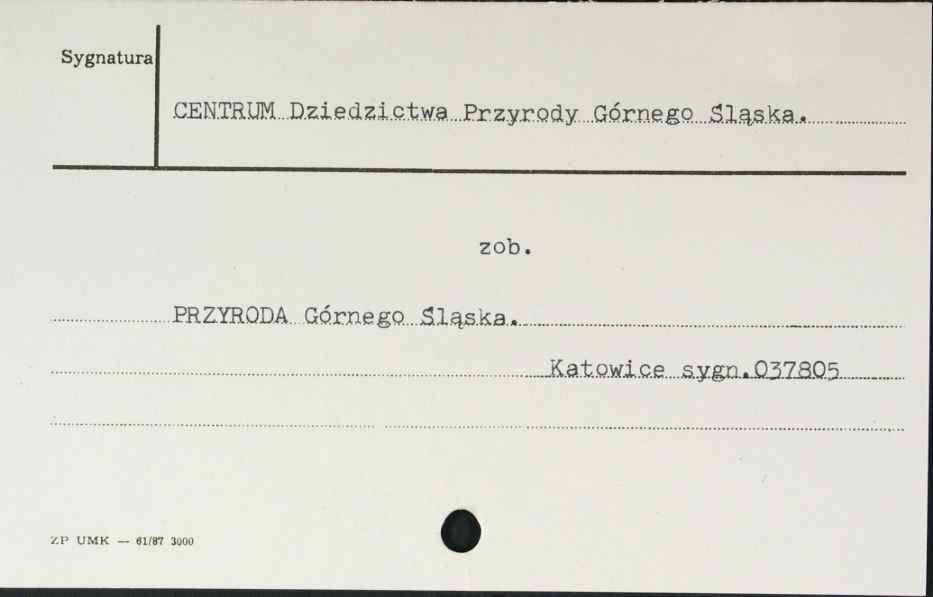 Sygnatura
CENTRUM Dziedzictwa Przyrody Górnego Śląska.
zob.
PRZYRODA Górnego Śląska.
Katowice sygn.037805
ZP UMK — 61/87 3000